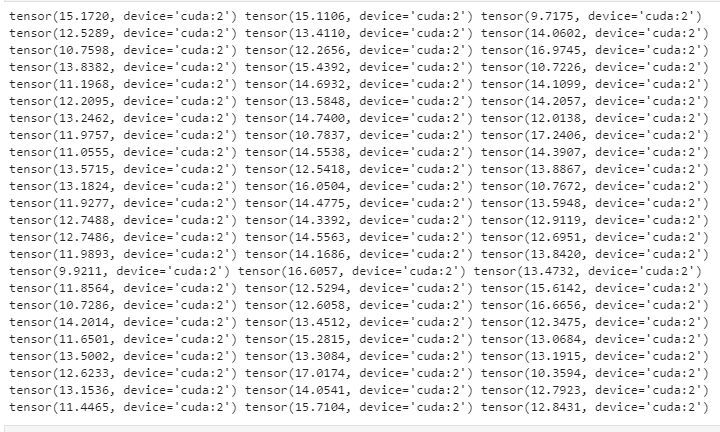 tensor(15.1720, device='cuda:2') tensor(15.1106, device='cuda:2') tensor(9.7175, device='cuda:2')
tensor(12.5289, device='cuda:2') tensor(13.4110, device='cuda:2') tensor(14.0602, device='cuda:2')
tensor(10.7598, device='cuda:2') tensor(12.2656, device='cuda:2') tensor(16.9745, device='cuda:2')
tensor(13.8382, device='cuda:2') tensor(15.4392, device='cuda:2') tensor(10.7226, device='cuda:2')
tensor(11.1968, device='cuda:2') tensor(14.6932, device='cuda:2') tensor(14.1099, device='cuda:2')
tensor(12.2095, device='cuda:2') tensor(13.5848, device='cuda:2') tensor(14.2057, device='cuda:2')
tensor(13.2462, device='cuda:2') tensor(14.7400, device='cuda:2') tensor(12.0138, device='cuda:2')
tensor(11.9757, device='cuda:2') tensor(10.7837, device='cuda:2') tensor(17.2406, device='cuda:2')
tensor(11.0555, device='cuda:2') tensor(14.5538, device='cuda:2') tensor(14.3907, device='cuda:2')
tensor(13.5715, device='cuda:2') tensor(12.5418, device='cuda:2') tensor(13.8867, device='cuda:2')
tensor(13.1824, device='cuda:2') tensor(16.0504, device='cuda:2') tensor(10.7672, device='cuda:2')
tensor(11.9277, device='cuda:2') tensor(14.4775, device='cuda:2') tensor(13.5948, device='cuda:2')
tensor(12.7488, device='cuda:2') tensor(14.3392, device='cuda:2') tensor(12.9119, device='cuda:2')
tensor(12.7486, device='cuda:2') tensor(14.5563, device='cuda:2') tensor(12.6951, device='cuda:2')
tensor(11.9893, device='cuda:2') tensor(14.1686, device='cuda:2') tensor(13.8420, device='cuda:2')
tensor(9.9211, device='cuda:2') tensor(16.6057, device='cuda:2') tensor(13.4732, device='cuda:2')
tensor(11.8564, device='cuda:2') tensor(12.5294, device='cuda:2') tensor(15.6142, device='cuda:2')
tensor(10.7286, device='cuda:2') tensor(12.6058, device='cuda:2') tensor(16.6656, device='cuda:2')
tensor(14.2014, device='cuda:2') tensor(13.4512, device='cuda:2') tensor(12.3475, device='cuda:2')
tensor(11.6501, device='cuda:2') tensor(15.2815, device='cuda:2') tensor(13.0684, device='cuda:2')
tensor(13.5002, device='cuda:2') tensor(13.3084, device='cuda:2') tensor(13.1915, device='cuda:2')
tensor(12.6233, device='cuda:2') tensor(17.0174, device='cuda:2') tensor(10.3594, device='cuda:2')
tensor(13.1536, device='cuda:2') tensor(14.0541, device='cuda:2') tensor(12.7923, device='cuda:2')
tensor(11.4465, device='cuda:2') tensor(15.7104, device='cuda:2') tensor(12.8431, device='cuda:2')